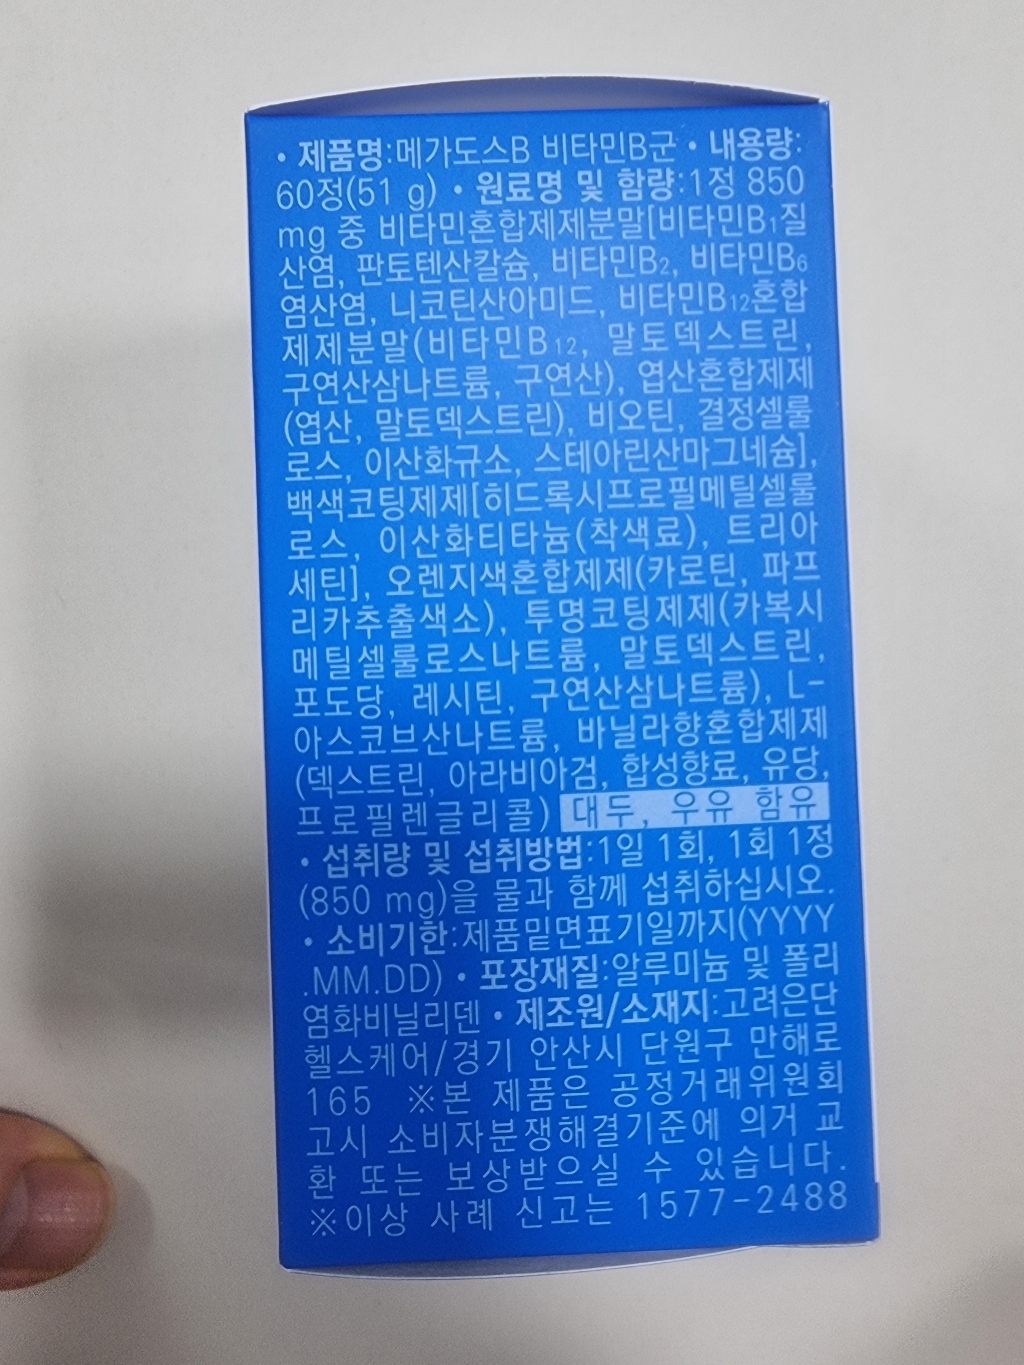 • 제품명:메가도스B 비타민B군 • 내용량:
60정(51 g) • 원료명 및 함량:1정 850
mg 중 비타민혼합제제분말[비타민B₁질
산염, 판토텐산칼슘, 비타민B₂, 비타민B₆
염산염, 니코틴산아미드, 비타민B₁₂혼합
제제분말(비타민B₁₂, 말토덱스트린,
구연산삼나트륨, 구연산), 엽산혼합제제
(엽산, 말토덱스트린), 비오틴, 결정셀룰
로스, 이산화규소, 스테아린산마그네슘],
백색코팅제제[히드록시프로필메틸셀룰
로스, 이산화티타늄(착색료), 트리아
세틴], 오렌지색혼합제제(카로틴, 파프
리카추출색소), 투명코팅제제(카복시
메틸셀룰로스나트륨, 말토덱스트린,
포도당, 레시틴, 구연산삼나트륨), L-
아스코브산나트륨, 바닐라향혼합제제
(덱스트린, 아라비아검, 합성향료, 유당,
프로필렌글리콜) 대두, 우유 함유
• 섭취량 및 섭취방법:1일 1회, 1회 1정
(850 mg)을 물과 함께 섭취하십시오.
• 소비기한:제품밑면표기일까지(YYYY
.MM.DD) • 포장재질:알루미늄 및 폴리
염화비닐리덴 • 제조원/소재지:고려은단
헬스케어/경기 안산시 단원구 만해로
165 ※본 제품은 공정거래위원회
고시 소비자분쟁해결기준에 의거 교
환 또는 보상받으실 수 있습니다.
※이상 사례 신고는 1577-2488